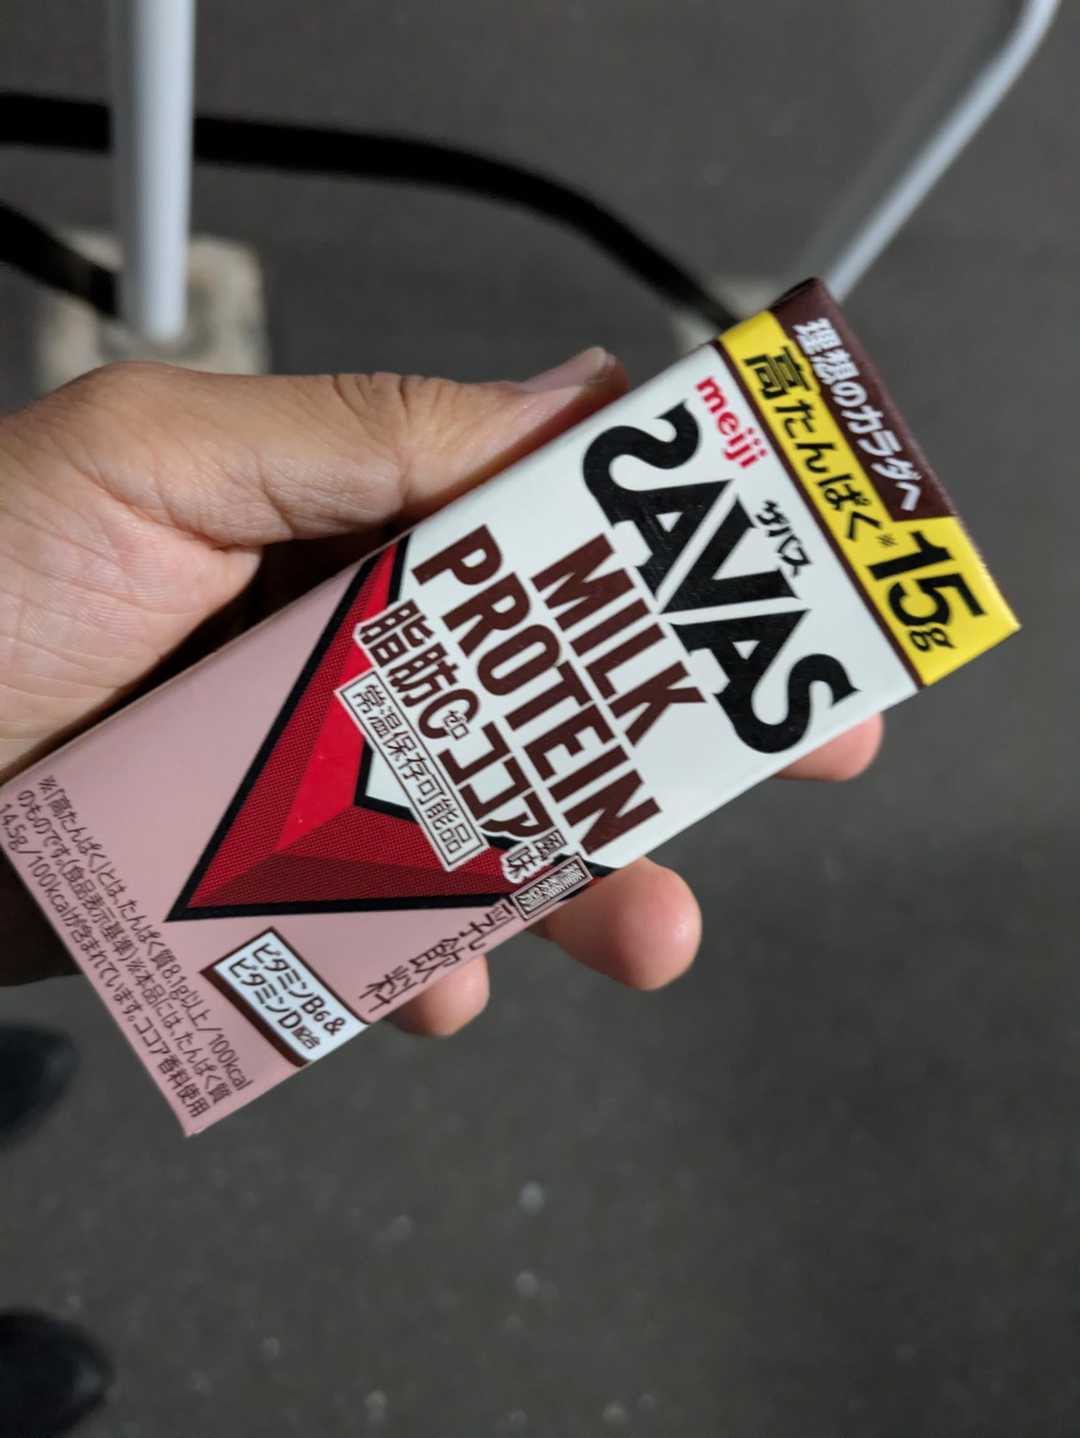 理想のカラダへ
高たんぱく※15g
meiji
SAVAS
ザバス
MILK
PROTEIN
脂肪0ゼロ ココア風味
常温保存可能品
種類別 乳飲料
ビタミンB6&
ビタミンD配合
※「高たんぱく」とは、たんぱく質8.1g以上/100kcal
のものです。(食品表示基準)※本品には、たんぱく質
14.5g/100kcalが含まれています。ココア香料使用